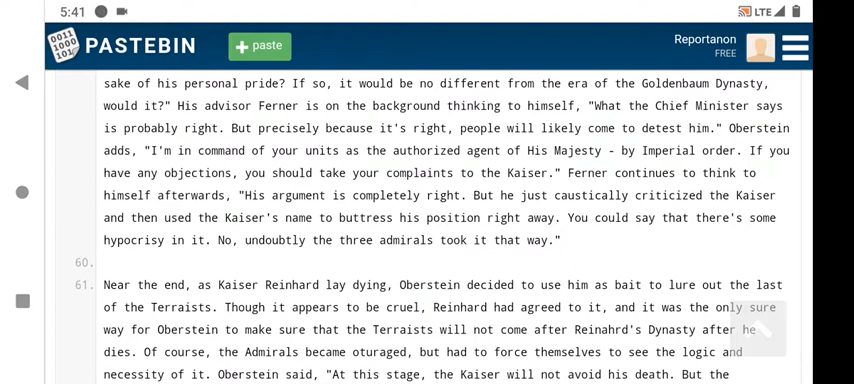 5:41
LTE
0011
1000
101
PASTEBIN
+ paste
Reportanon
FREE
sake of his personal pride? If so, it would be no different from the era of the Goldenbaum Dynasty,
would it?" His advisor Ferner is on the background thinking to himself, "What the Chief Minister says
is probably right. But precisely because it's right, people will likely come to detest him." Oberstein
adds, "I'm in command of your units as the authorized agent of His Majesty - by Imperial order. If you
have any objections, you should take your complaints to the Kaiser." Ferner continues to think to
himself afterwards, "His argument is completely right. But he just caustically criticized the Kaiser
and then used the Kaiser's name to buttress his position right away. You could say that there's some
hypocrisy in it. No, undoubtly the three admirals took it that way."
60.
61. Near the end, as Kaiser Reinhard lay dying, Oberstein decided to use him as bait to lure out the last
of the Terraists. Though it appears to be cruel, Reinhard had agreed to it, and it was the only sure
way for Oberstein to make sure that the Terraists will not come after Reinahrd's Dynasty after he
dies. Of course, the Admirals became oturaged, but had to force themselves to see the logic and
necessity of it. Oberstein said, "At this stage, the Kaiser will not avoid his death. But the